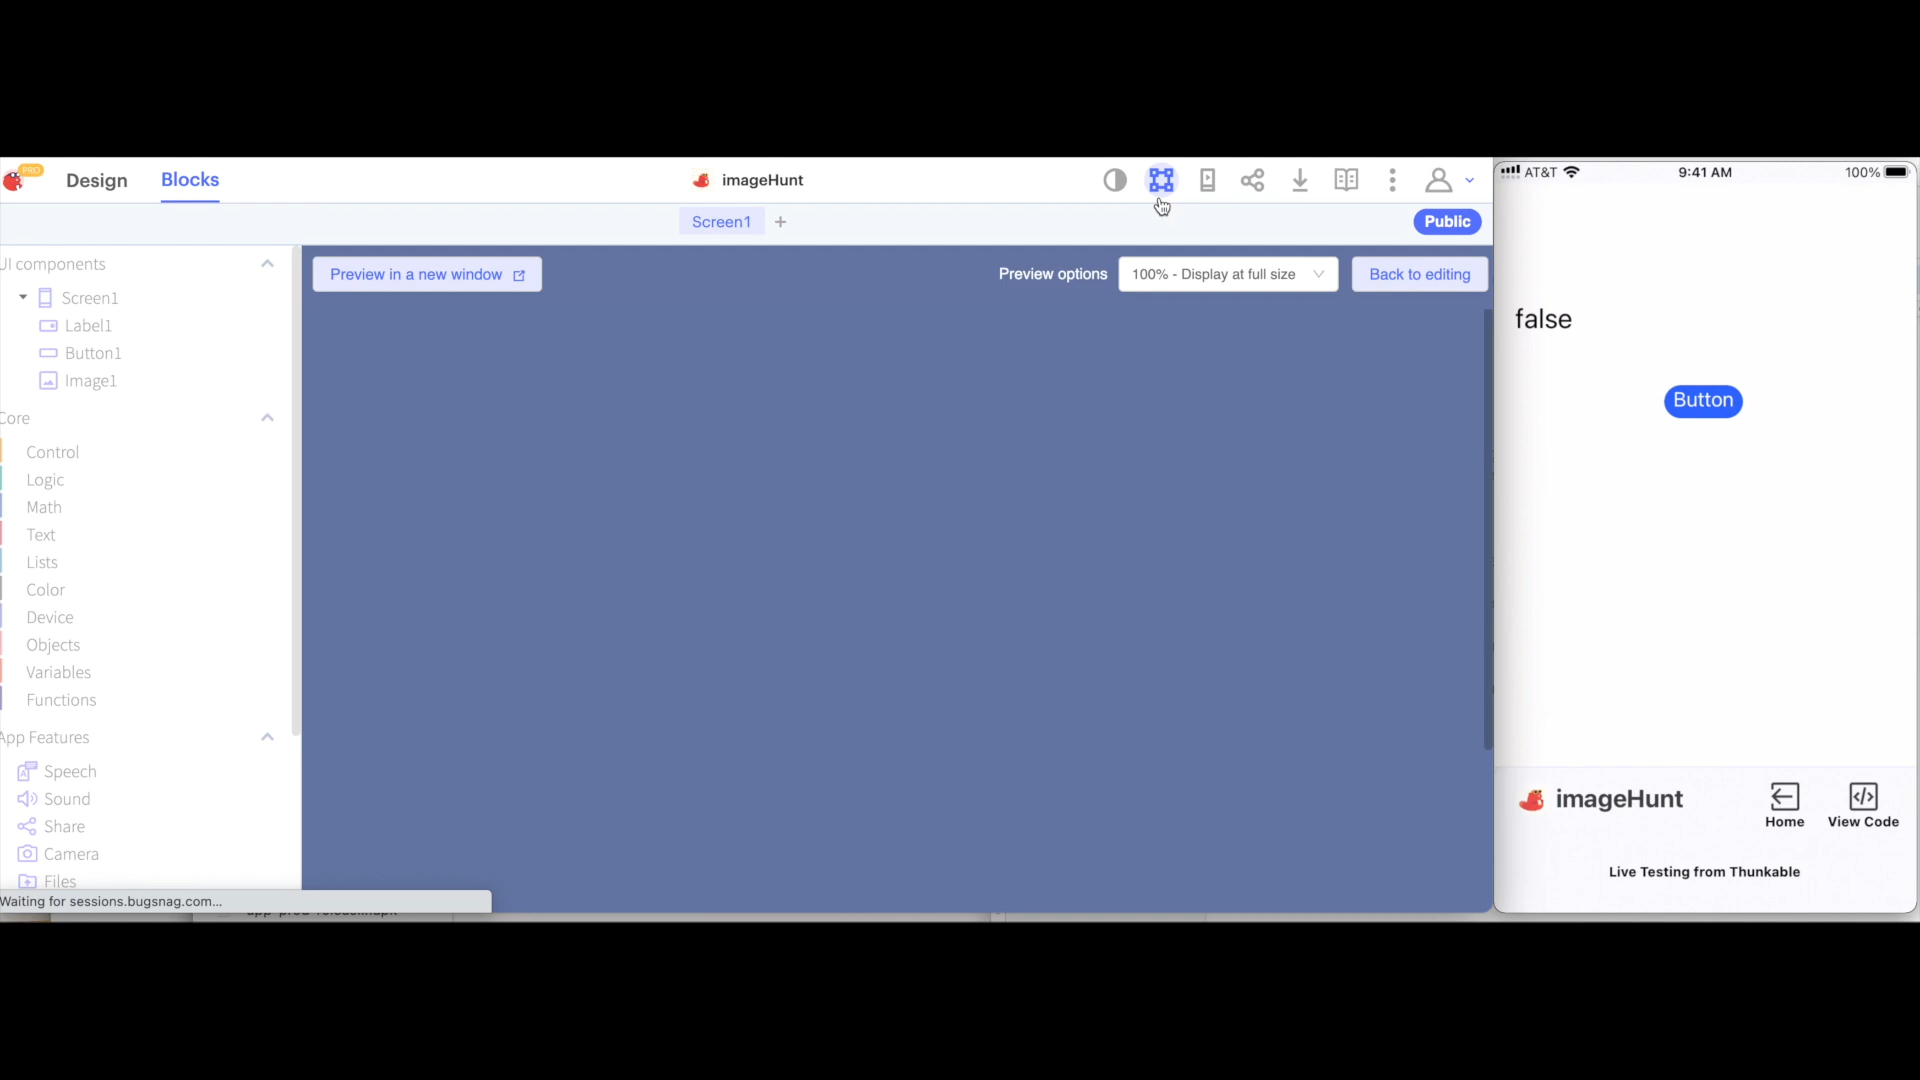 PRO
Design
Blocks
imageHunt
Screen1 +
Public
UI components
Screen1
Label1
Button1
Image1
Core
Control
Logic
Math
Text
Lists
Color
Device
Objects
Variables
Functions
App Features
Speech
Sound
Share
Camera
Files
Waiting for sessions.bugsnag.com...
Preview in a new window
Preview options
100% - Display at full size
Back to editing
AT&T
9:41 AM
100%
false
Button
imageHunt
Home
View Code
Live Testing from Thunkable